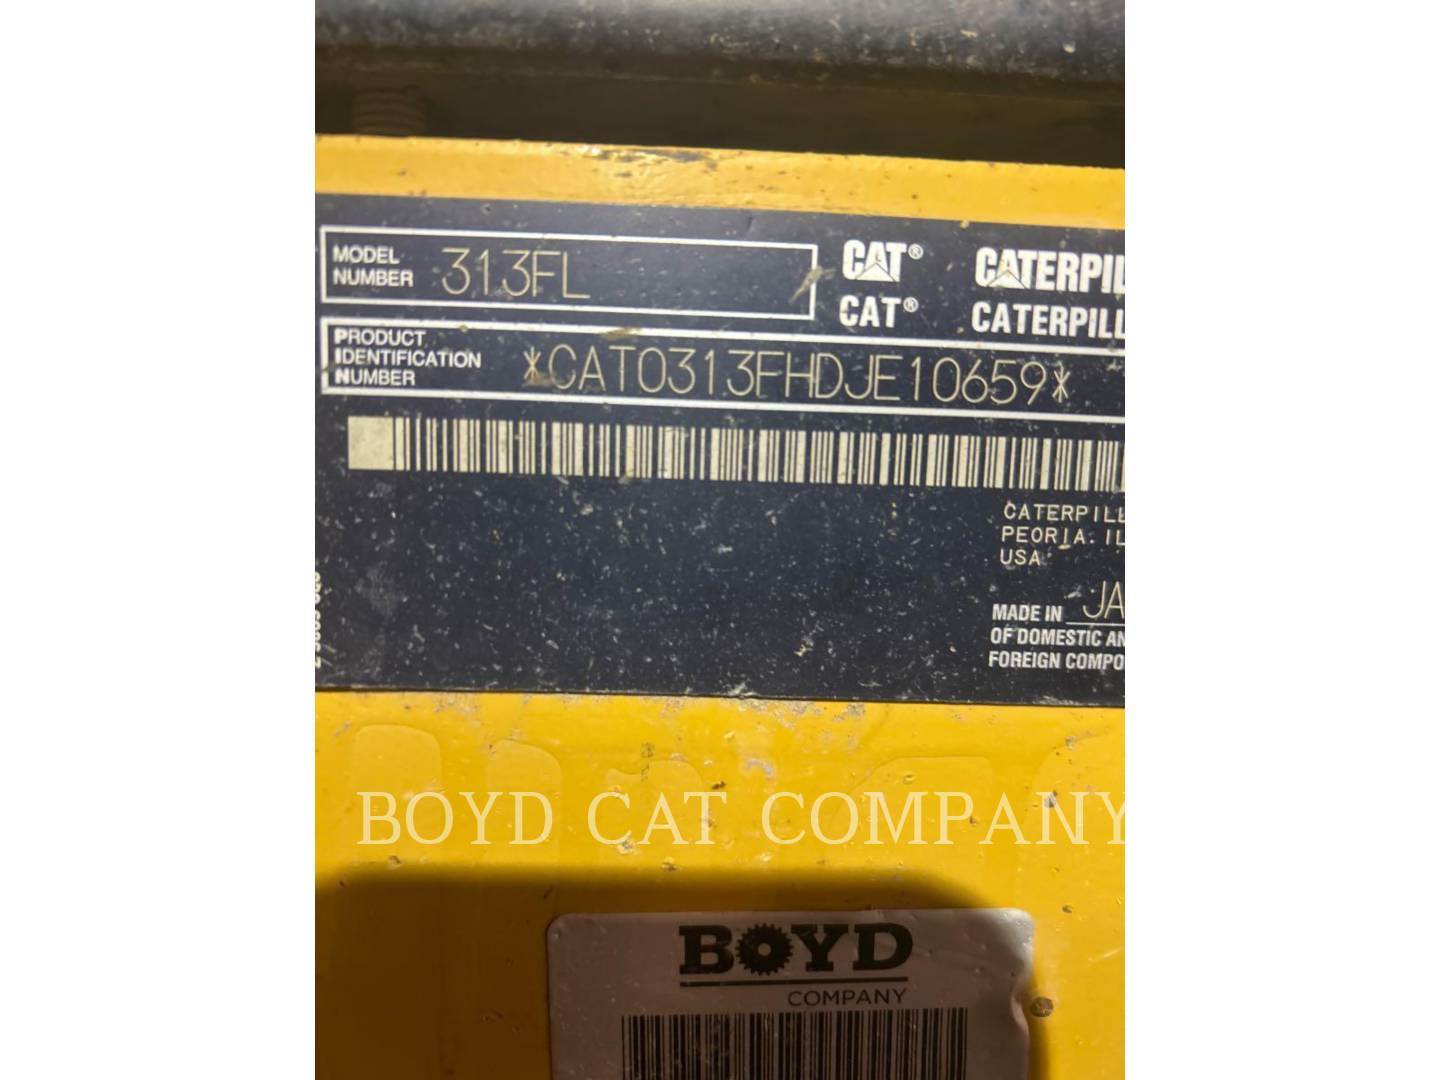 MODEL
NUMBER
313FL
CAT®
CATERPIL
CAT®
CATERPILL
PRODUCT
IDENTIFICATION
NUMBER
*CAT0313FHDJE10659*
CATERPILL
PEORIA, IL
USA
MADE IN JA
OF DOMESTIC AN
FOREIGN COMPO
BOYD CAT COMPANY
BOYD
COMPANY